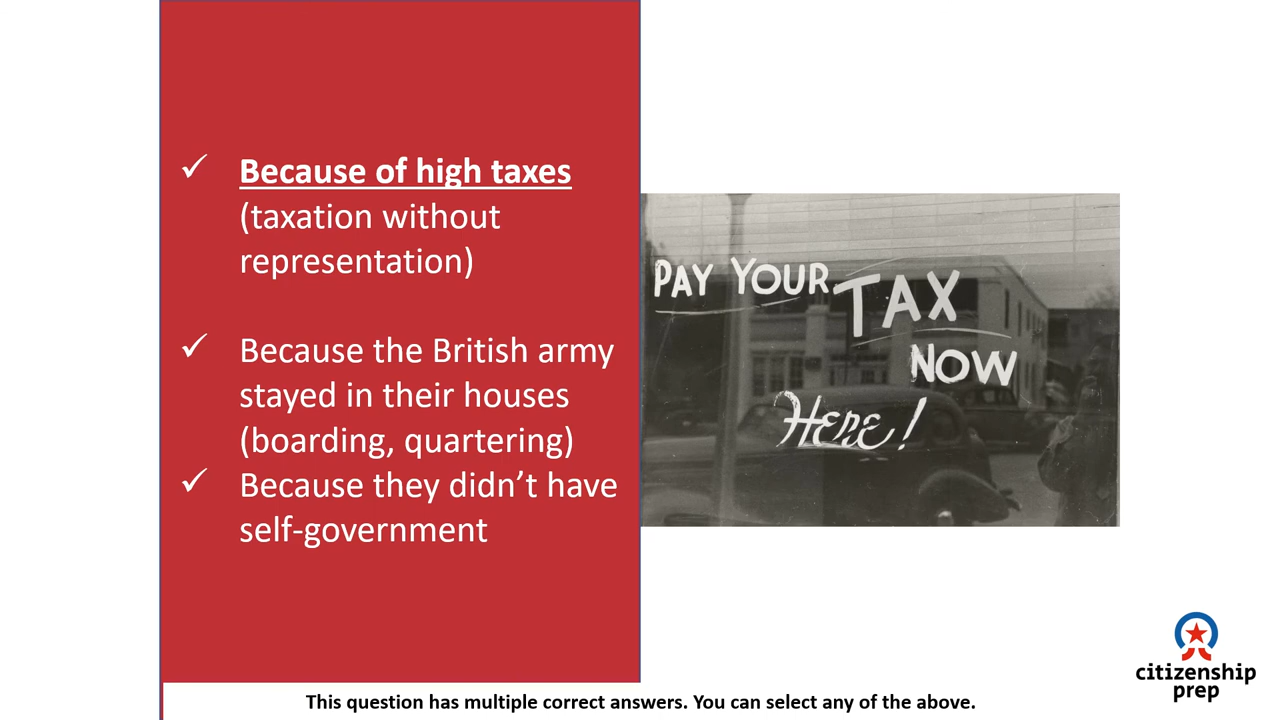 Because of high taxes
(taxation without
representation)
Because the British army
stayed in their houses
(boarding, quartering)
Because they didn’t have
self-government
PAY YOUR TAX
NOW
HERE!
citizenship
prep
This question has multiple correct answers. You can select any of the above.